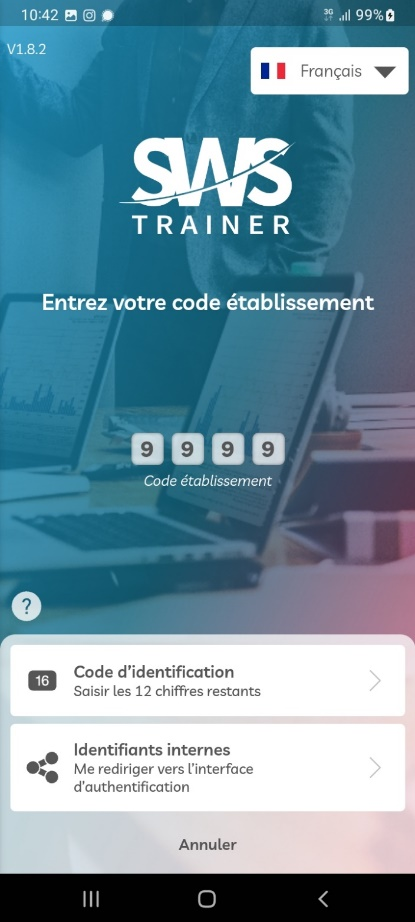 10:42 3G 99%
V1.8.2
Français
SWS
TRAINER
Entrez votre code établissement
9 9 9 9
Code établissement
?
16 Code d'identification
Saisir les 12 chiffres restants
Identifiants internes
Me rediriger vers l'interface
d'authentification
Annuler